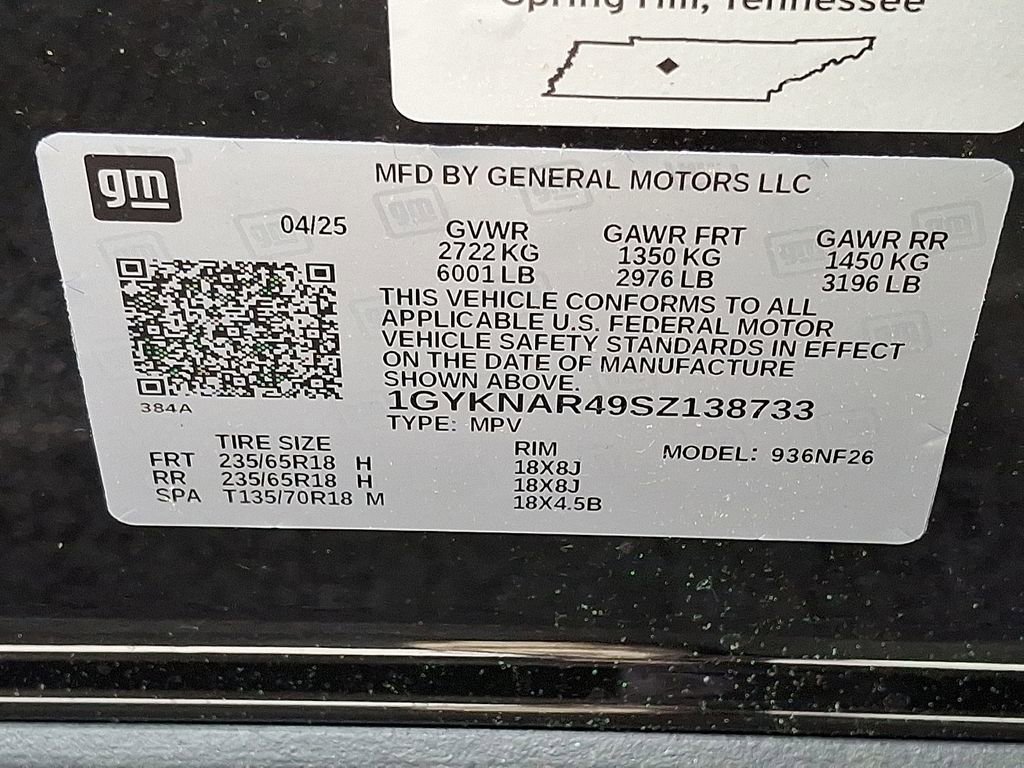 Spring Hill, Tennessee
gm
MFD BY GENERAL MOTORS LLC
04/25
GVWR
2722 KG
6001 LB
GAWR FRT
1350 KG
2976 LB
GAWR RR
1450 KG
3196 LB
THIS VEHICLE CONFORMS TO ALL
APPLICABLE U.S. FEDERAL MOTOR
VEHICLE SAFETY STANDARDS IN EFFECT
ON THE DATE OF MANUFACTURE
SHOWN ABOVE.
1GYKNAR49SZ138733
TYPE: MPV
384A
TIRE SIZE
RIM
MODEL: 936NF26
FRT 235/65R18 H 18X8J
RR 235/65R18 H 18X8J
SPA T135/70R18 M 18X4.5B